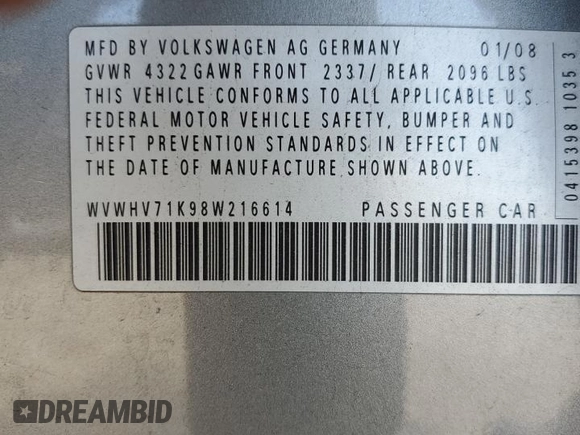 MFD BY VOLKSWAGEN AG GERMANY 01/08
GVWR 4322 GAWR FRONT 2337/ REAR 2096 LBS
THIS VEHICLE CONFORMS TO ALL APPLICABLE U.S.
FEDERAL MOTOR VEHICLE SAFETY, BUMPER AND
THEFT PREVENTION STANDARDS IN EFFECT ON
THE DATE OF MANUFACTURE SHOWN ABOVE.
WVWHV71K98W216614 PASSENGER CAR
0415398 1035 3
DREAMBID